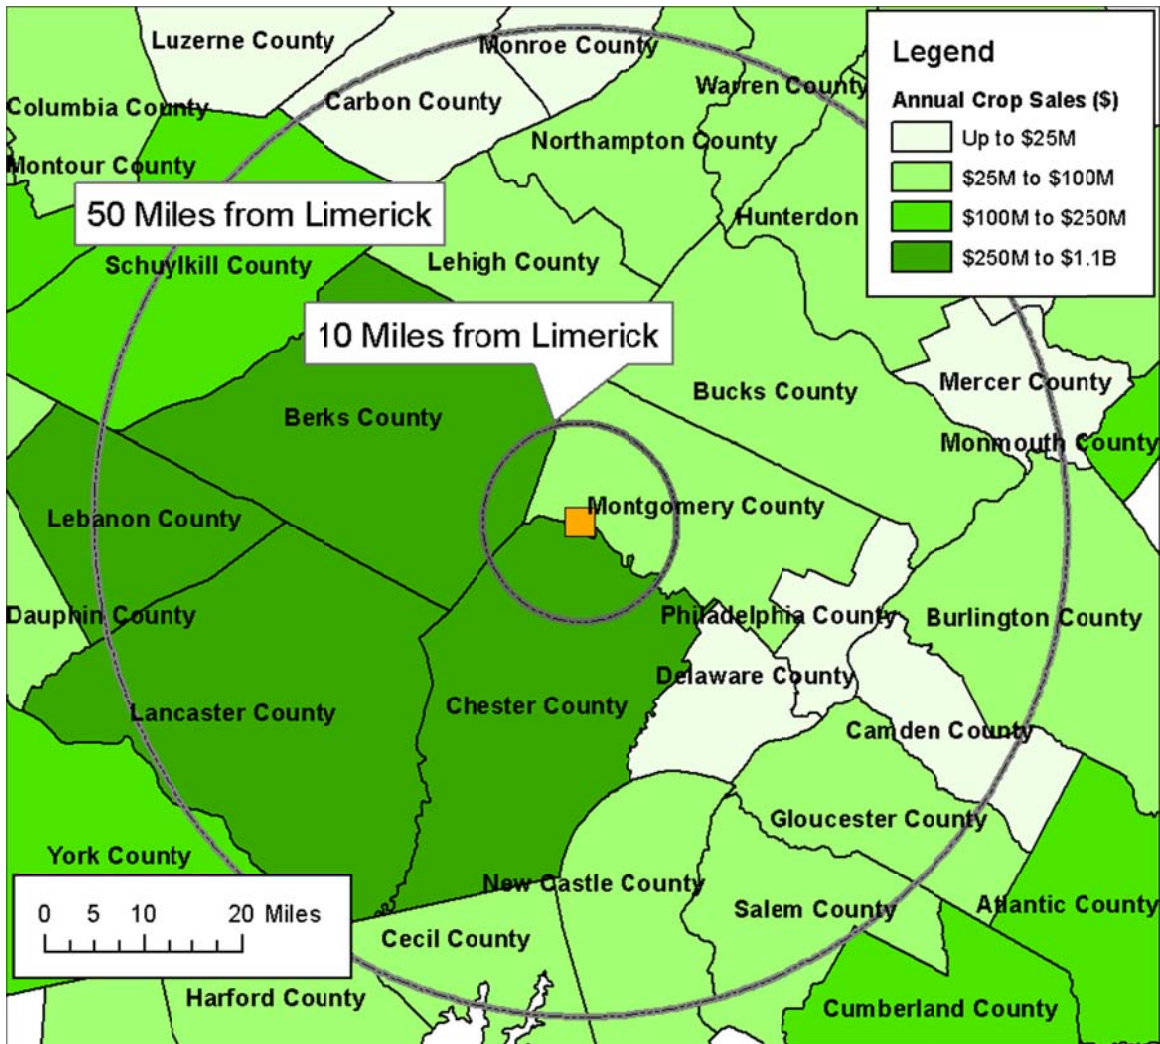 Luzerne County
Monroe County
Legend
Warren County
Columbia County
Carbon County
Annual Crop Sales ($)
Northampton County
Up to $25M
Montour County
$25M to $100M
50 Miles from Limerick
Hunterdon
$100M to $250M
Schuylkill County
Lehigh County
$250M to $1.1B
10 Miles from Limerick
Mercer County
Bucks County
Berks County
Monmouth County
Montgomery County
Lebanon County
Dauphin County
Philadelphia County
Burlington County
Delaware County
Chester County
Lancaster County
Camden County
Gloucester County
York County
New Castle County
Atlantic County
Salem County
0 5 10 20 Miles
Cecil County
Harford County
Cumberland County